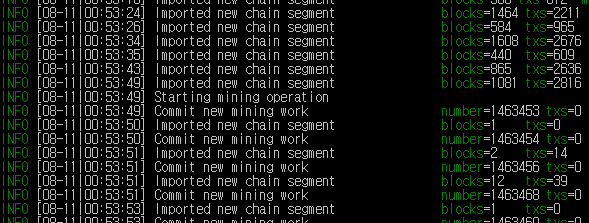 INFO [08-11|00:53:24] Imported new chain segment blocks=1464 txs=2211
INFO [08-11|00:53:26] Imported new chain segment blocks=584 txs=965
INFO [08-11|00:53:34] Imported new chain segment blocks=1608 txs=2676
INFO [08-11|00:53:35] Imported new chain segment blocks=440 txs=609
INFO [08-11|00:53:43] Imported new chain segment blocks=865 txs=2636
INFO [08-11|00:53:49] Imported new chain segment blocks=1081 txs=2816
INFO [08-11|00:53:49] Starting mining operation
INFO [08-11|00:53:49] Commit new mining work number=1463453 txs=0
INFO [08-11|00:53:50] Imported new chain segment blocks=1 txs=0
INFO [08-11|00:53:50] Commit new mining work number=1463454 txs=0
INFO [08-11|00:53:51] Imported new chain segment blocks=2 txs=14
INFO [08-11|00:53:51] Commit new mining work number=1463456 txs=0
INFO [08-11|00:53:51] Imported new chain segment blocks=12 txs=39
INFO [08-11|00:53:51] Commit new mining work number=1463468 txs=0
INFO [08-11|00:53:53] Imported new chain segment blocks=1 txs=0